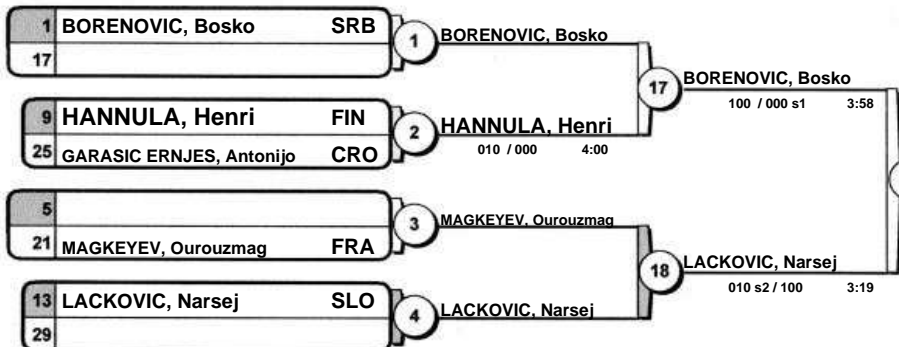 1 BORENOVIC, Bosko SRB
17
1
BORENOVIC, Bosko
9 HANNULA, Henri FIN
25 GARASIC ERNJES, Antonijo CRO
2
HANNULA, Henri
010 / 000 4:00
17
BORENOVIC, Bosko
100 / 000 s1 3:58
5
21 MAGKEYEV, Ourouzmag FRA
3
MAGKEYEV, Ourouzmag
13 LACKOVIC, Narsej SLO
29
4
LACKOVIC, Narsej
18
LACKOVIC, Narsej
010 s2 / 100 3:19